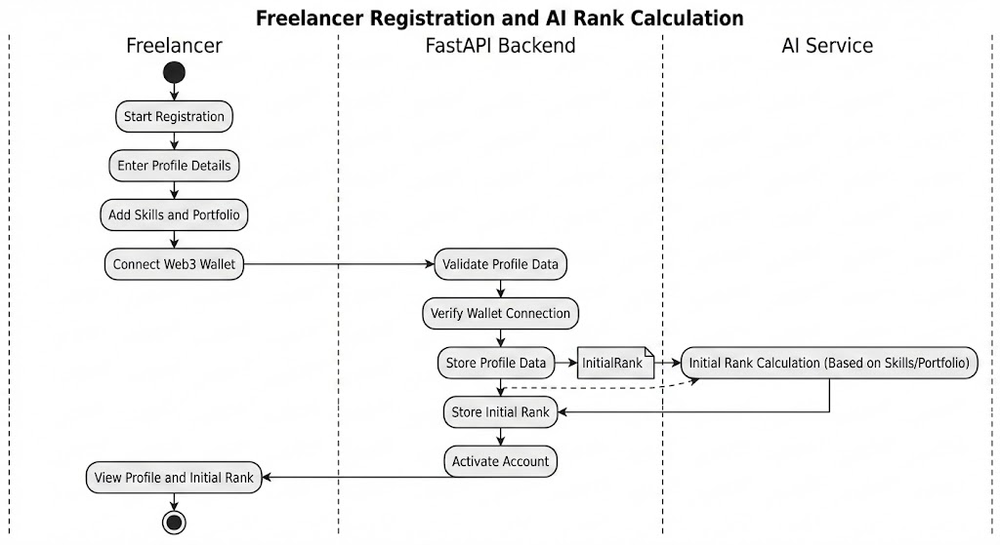 Freelancer Registration and AI Rank Calculation
Freelancer
FastAPI Backend
AI Service
Start Registration
Enter Profile Details
Add Skills and Portfolio
Connect Web3 Wallet
Validate Profile Data
Verify Wallet Connection
Store Profile Data
InitialRank
Initial Rank Calculation (Based on Skills/Portfolio)
Store Initial Rank
Activate Account
View Profile and Initial Rank